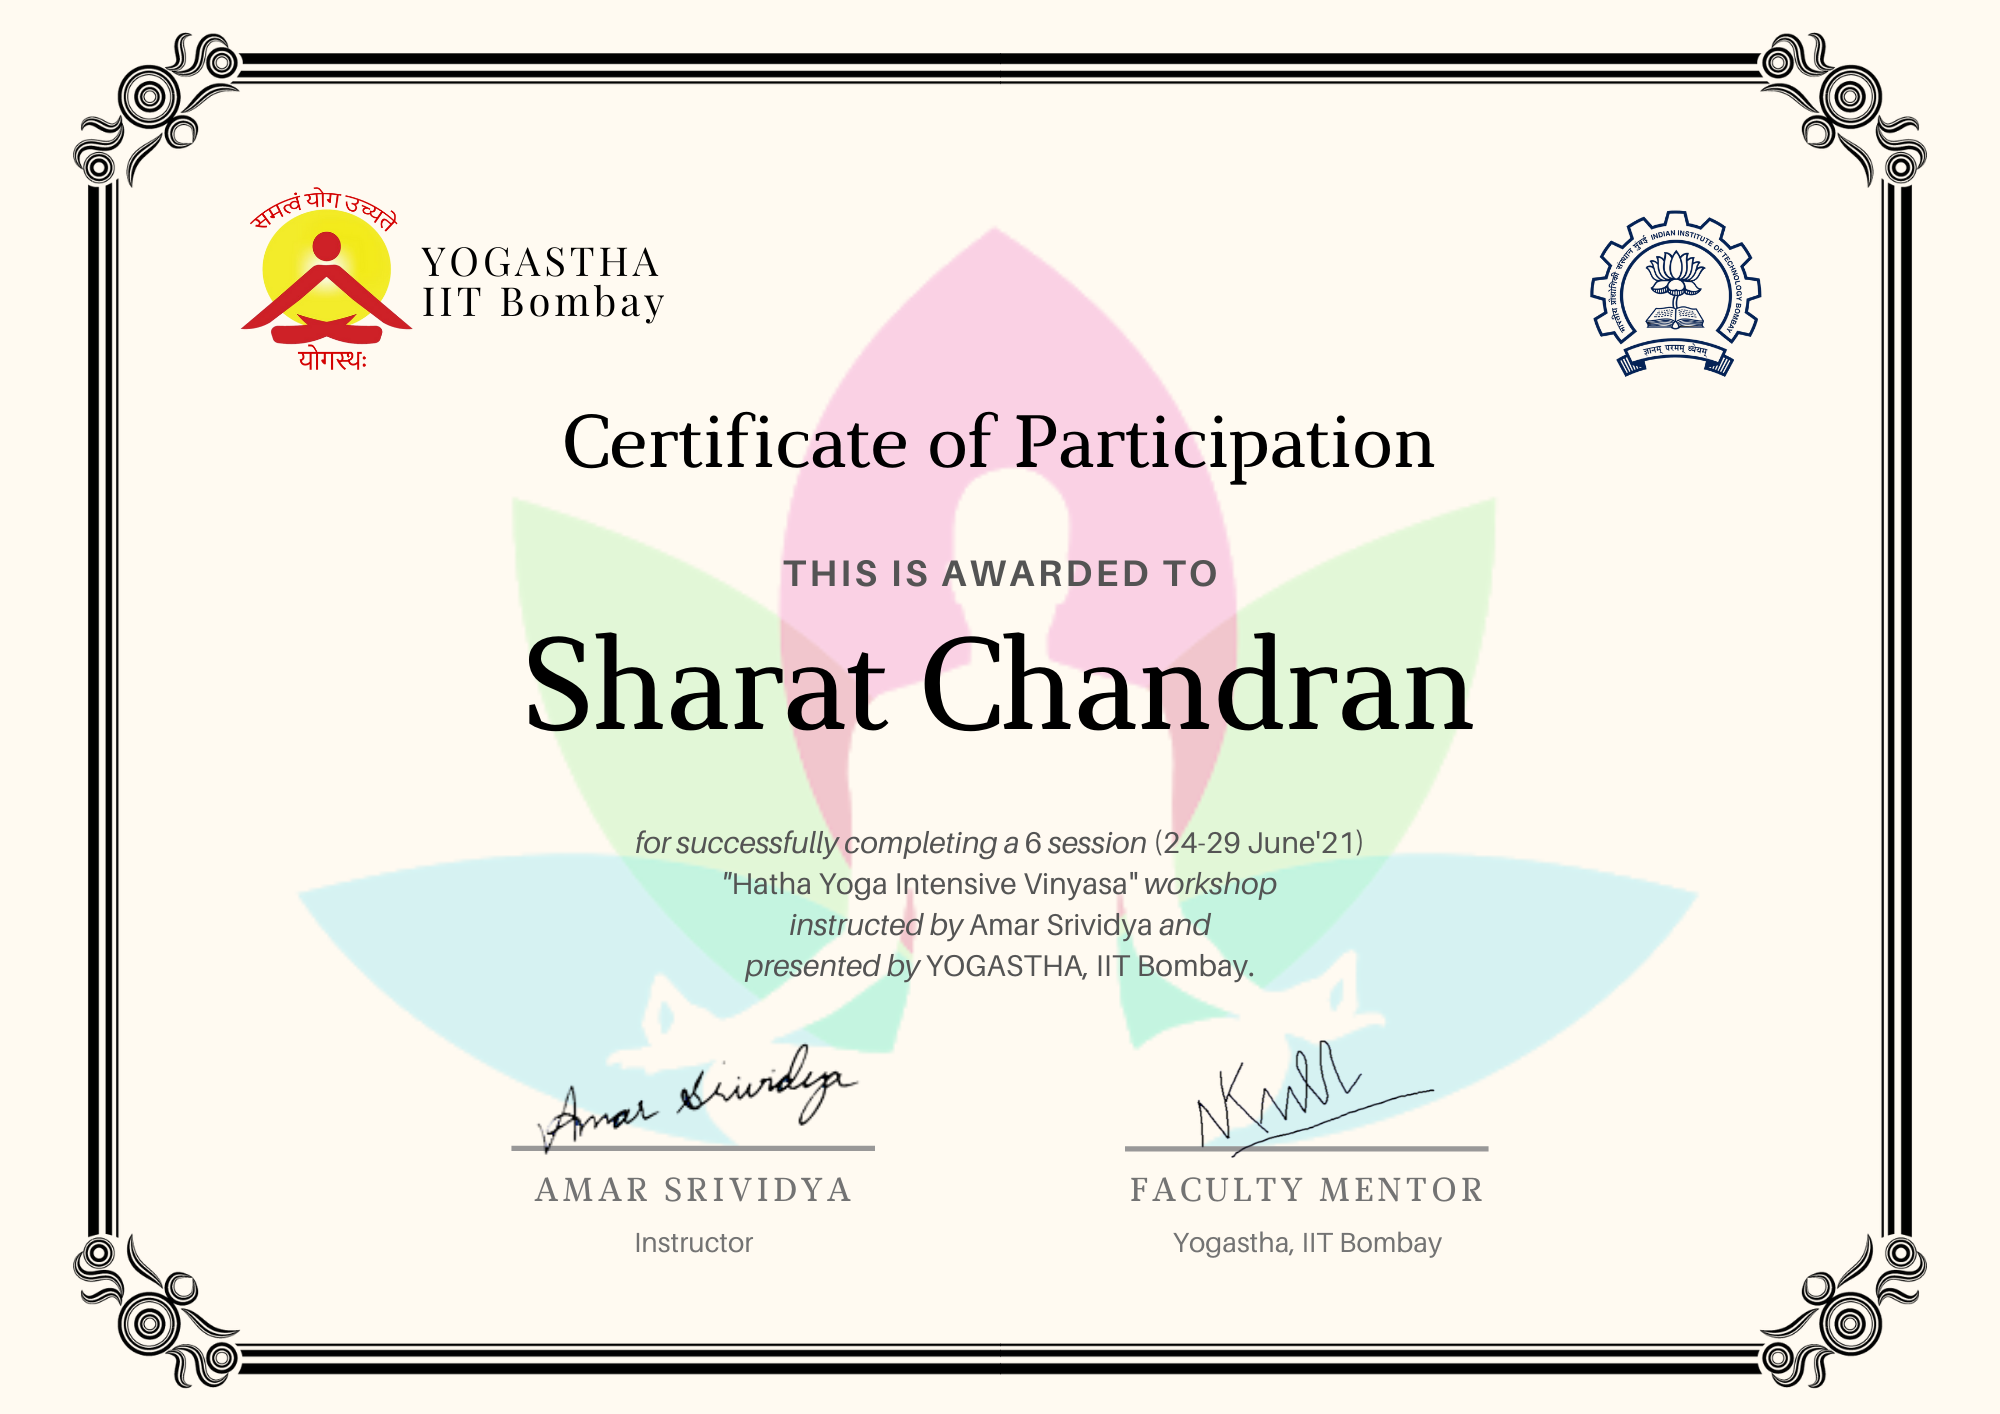 समत्वं योग उच्यते
YOGASTHA
IIT Bombay
योगस्थः
भारतीय प्रौद्योगिकी संस्थान मुंबई INDIAN INSTITUTE OF TECHNOLOGY BOMBAY
ज्ञानम् परमम् ध्येयम्
Certificate of Participation
THIS IS AWARDED TO
Sharat Chandran
for successfully completing a 6 session (24-29 June'21)
"Hatha Yoga Intensive Vinyasa" workshop
instructed by Amar Srividya and
presented by YOGASTHA, IIT Bombay.
Amar Srividya
AMAR SRIVIDYA
Instructor
FACULTY MENTOR
Yogastha, IIT Bombay